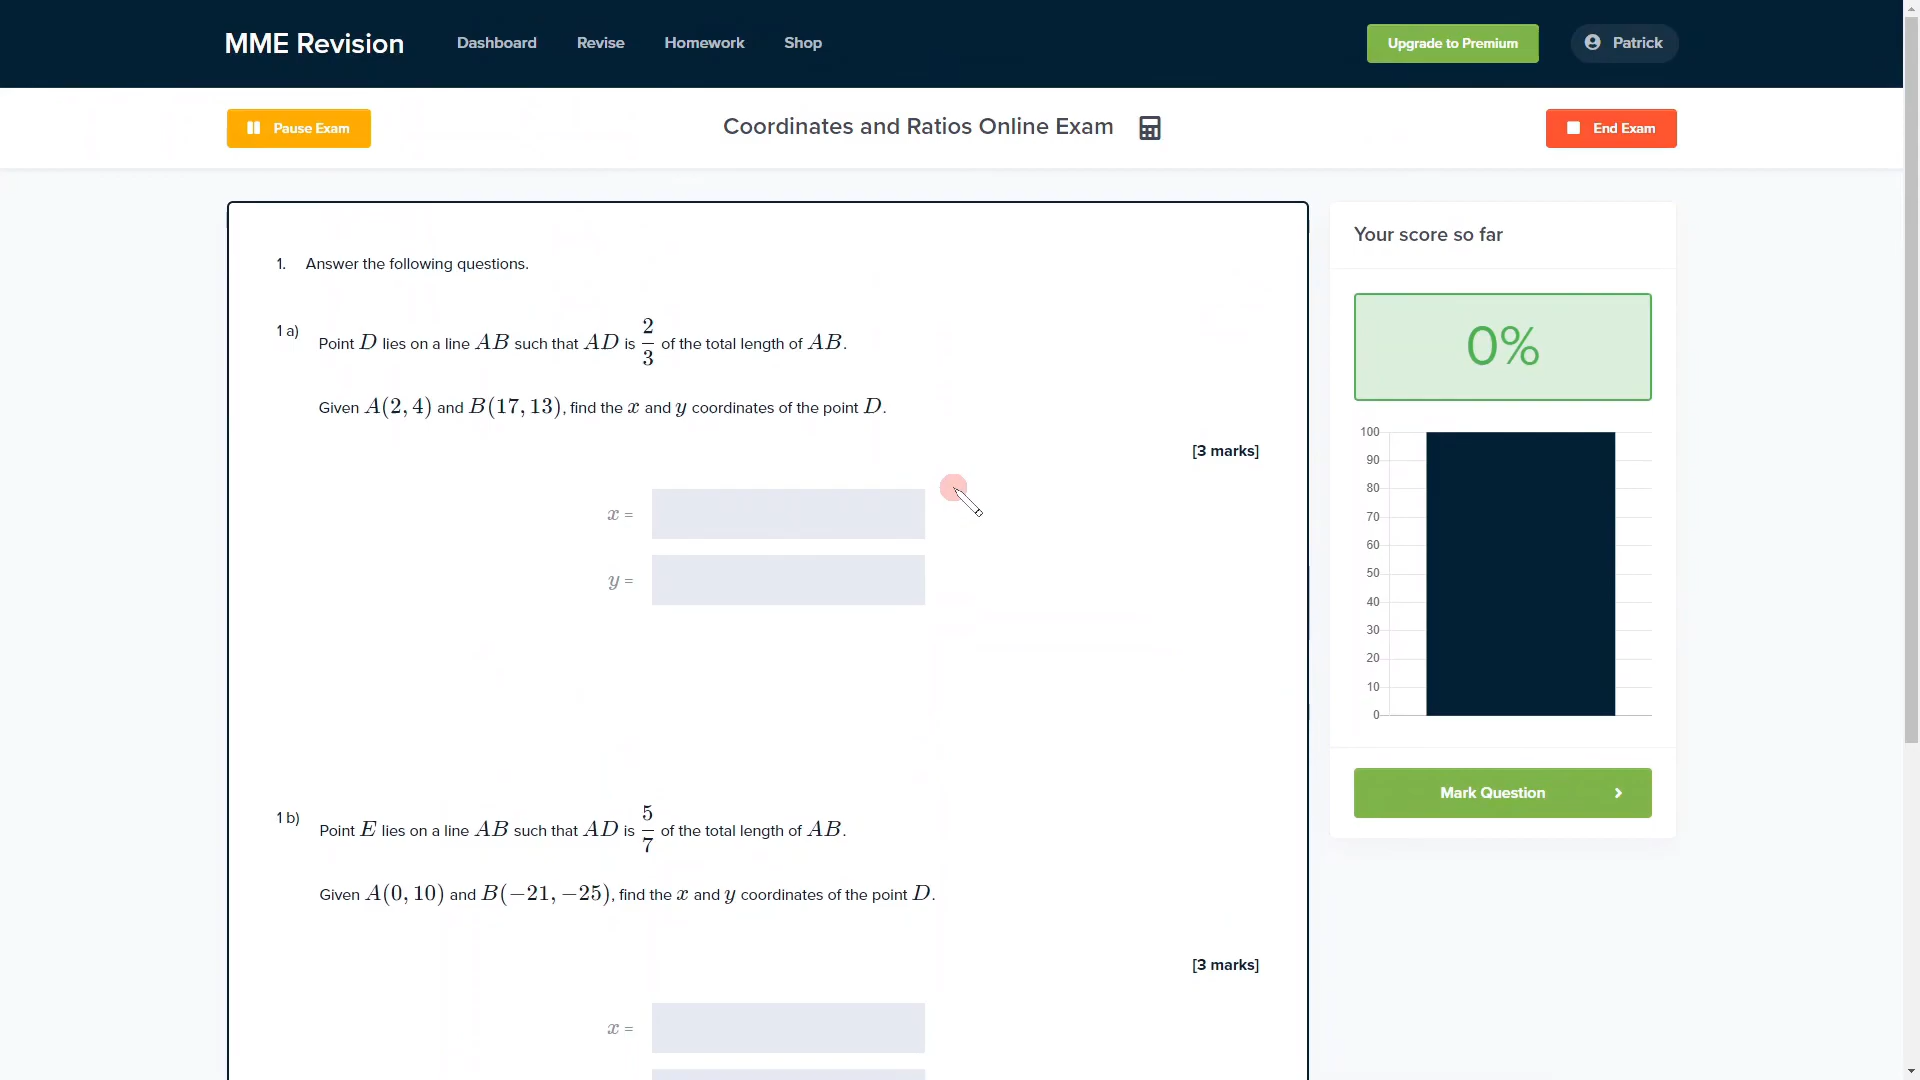 MME Revision
Dashboard
Revise
Homework
Shop
Upgrade to Premium
Patrick
Pause Exam
Coordinates and Ratios Online Exam
End Exam
1. Answer the following questions.
1 a) Point D lies on a line AB such that AD is 2/3 of the total length of AB.
Given A(2, 4) and B(17, 13), find the x and y coordinates of the point D.
[3 marks]
x =
y =
1 b) Point E lies on a line AB such that AD is 5/7 of the total length of AB.
Given A(0, 10) and B(−21, −25), find the x and y coordinates of the point D.
[3 marks]
x =
Your score so far
0%
100
90
80
70
60
50
40
30
20
10
0
Mark Question